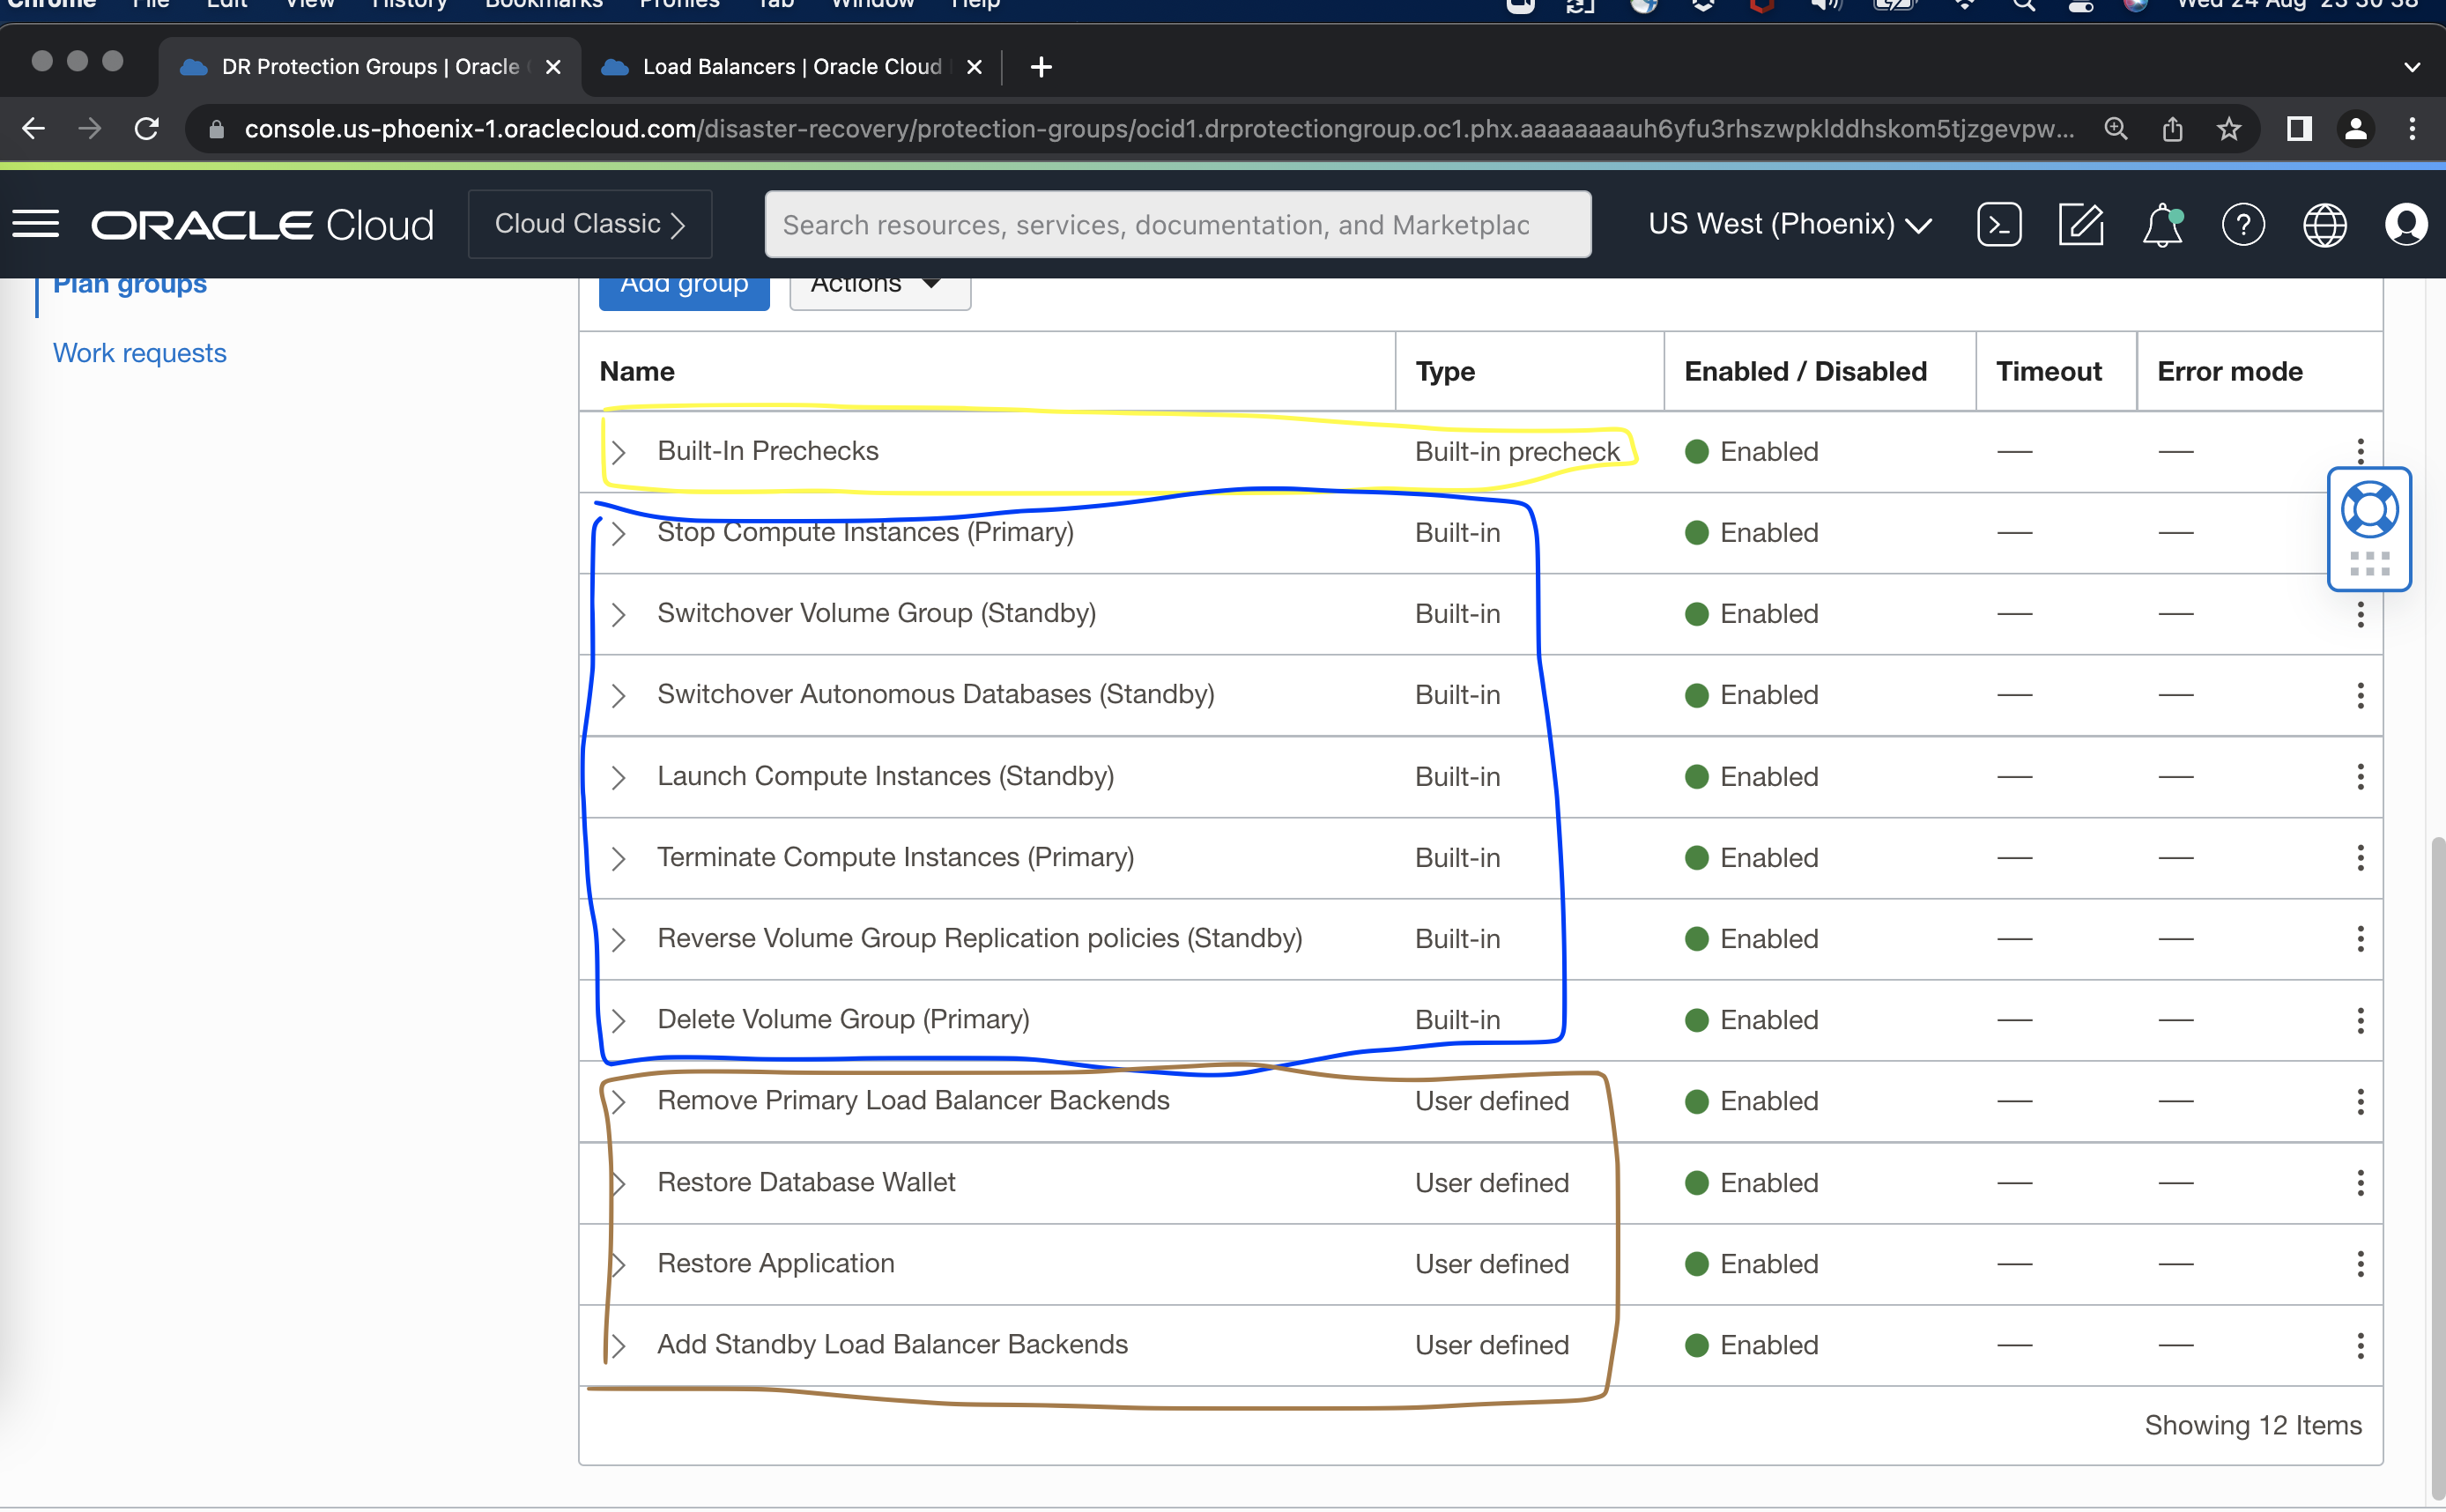 Chrome File Edit View History Bookmarks Profiles Tab Window Help Wed 24 Aug 23 30 38
DR Protection Groups | Oracle Load Balancers | Oracle Cloud
console.us-phoenix-1.oraclecloud.com/disaster-recovery/protection-groups/ocid1.drprotectiongroup.oc1.phx.aaaaaaaauh6yfu3rhszwpklddhskom5tjzgevpw...
ORACLE Cloud Cloud Classic Search resources, services, documentation, and Marketplac US West (Phoenix)
Plan groups Add group Actions
Work requests
Name Type Enabled / Disabled Timeout Error mode
Built-In Prechecks Built-in precheck Enabled — —
Stop Compute Instances (Primary) Built-in Enabled — —
Switchover Volume Group (Standby) Built-in Enabled — —
Switchover Autonomous Databases (Standby) Built-in Enabled — —
Launch Compute Instances (Standby) Built-in Enabled — —
Terminate Compute Instances (Primary) Built-in Enabled — —
Reverse Volume Group Replication policies (Standby) Built-in Enabled — —
Delete Volume Group (Primary) Built-in Enabled — —
Remove Primary Load Balancer Backends User defined Enabled — —
Restore Database Wallet User defined Enabled — —
Restore Application User defined Enabled — —
Add Standby Load Balancer Backends User defined Enabled — —
Showing 12 Items